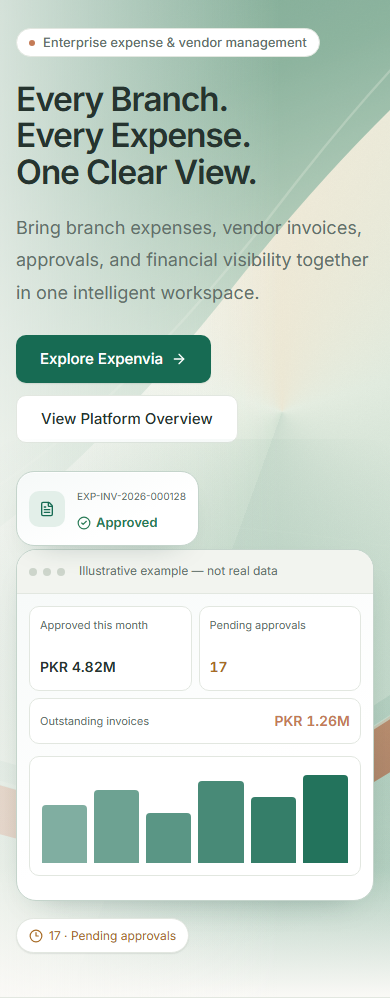 Enterprise expense & vendor management
Every Branch.
Every Expense.
One Clear View.
Bring branch expenses, vendor invoices,
approvals, and financial visibility together
in one intelligent workspace.
Explore Expenvia →
View Platform Overview
EXP-INV-2026-000128
Approved
Illustrative example — not real data
Approved this month
PKR 4.82M
Pending approvals
17
Outstanding invoices
PKR 1.26M
17 · Pending approvals